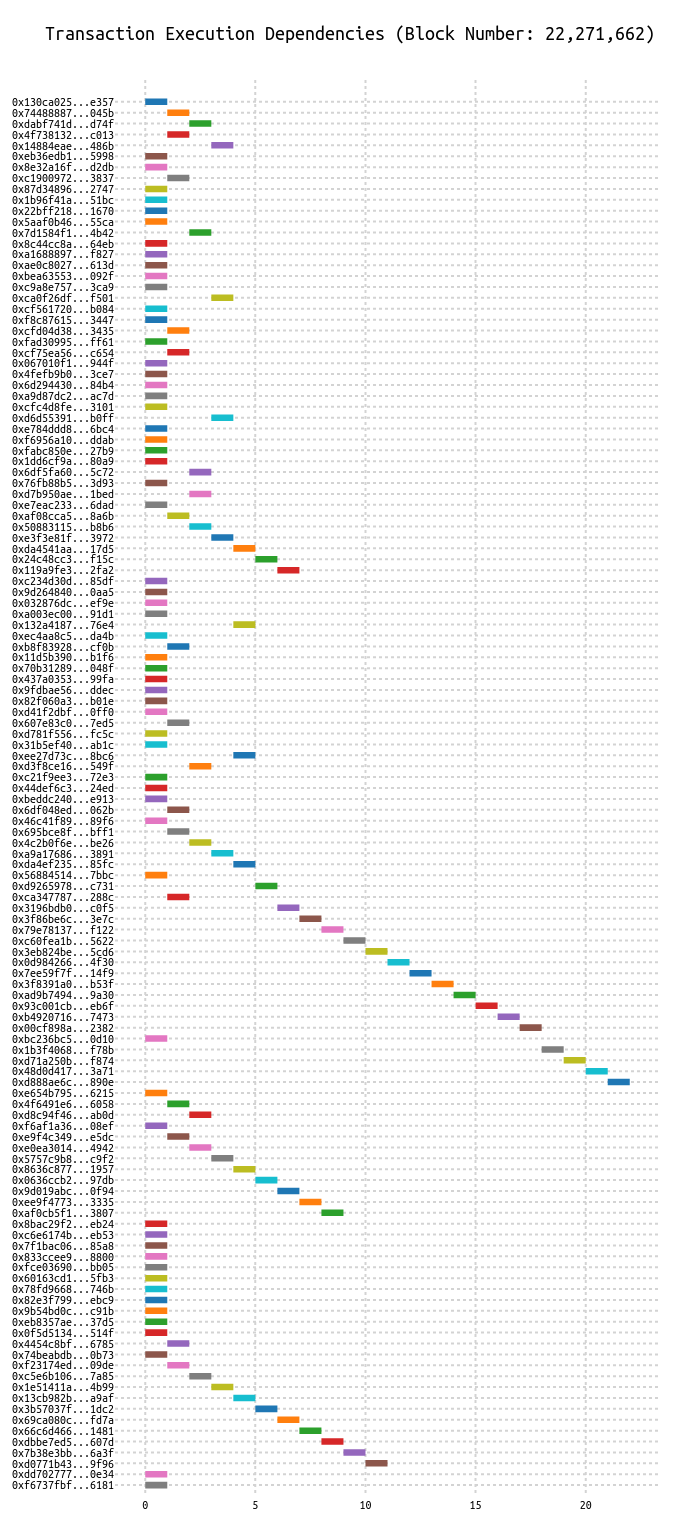 Transaction Execution Dependencies (Block Number: 22,271,662)
0x130ca025...e357
0x74488887...045b
0xdabf741d...d74f
0x4f738132...c013
0x14884eae...486b
0xeb36edb1...5998
0x8e32a16f...d2db
0xc1900972...3837
0x87d34896...2747
0x1b96f41a...51bc
0x22bff218...1670
0x5aaf0b46...55ca
0x7d1584f1...4b42
0x8c44cc8a...64eb
0xa1688897...f827
0xae0c8027...613d
0xbea63553...092f
0xc9a8e757...3ca9
0xca0f26df...f501
0xcf561720...b084
0xf8c87615...3447
0xcfd04d38...3435
0xfad30995...ff61
0xcf75ea56...c654
0x067010f1...944f
0x4fefb9b0...3ce7
0x6d294430...84b4
0xa9d87dc2...ac7d
0xcfc4d8fe...3101
0xd6d55391...b0ff
0xe784ddd8...6bc4
0xf6956a10...ddab
0xfabc850e...27b9
0x1dd6cf9a...80a9
0x6df5fa60...5c72
0x76fb88b5...3d93
0xd7b950ae...1bed
0xe7eac233...6dad
0xaf08cca5...8a6b
0x50883115...b8b6
0xe3f3e81f...3972
0xda4541aa...17d5
0x24c48cc3...f15c
0x119a9fe3...2fa2
0xc234d30d...85df
0x9d264840...0aa5
0x032876dc...ef9e
0xa003ec00...91d1
0x132a4187...76e4
0xec4aa8c5...da4b
0xb8f83928...cf0b
0x11d5b390...b1f6
0x70b31289...048f
0x437a0353...99fa
0x9fdbae56...ddec
0x82f060a3...b01e
0xd41f2dbf...0ff0
0x607e83c0...7ed5
0xd781f556...fc5c
0x31b5ef40...ab1c
0xee27d73c...8bc6
0xd3f8ce16...549f
0xc21f9ee3...72e3
0x44def6c3...24ed
0xbeddc240...e913
0x6df048ed...062b
0x46c41f89...89f6
0x695bce8f...bff1
0x4c2b0f6e...be26
0xa9a17686...3891
0xda4ef235...85fc
0x56884514...7bbc
0xd9265978...c731
0xca347787...288c
0x3196bdb0...c0f5
0x3f86be6c...3e7c
0x79e78137...f122
0xc60fea1b...5622
0x3eb824be...5cd6
0x0d984266...4f30
0x7ee59f7f...14f9
0x3f8391a0...b53f
0xad9b7494...9a30
0x93c001cb...eb6f
0xb4920716...7473
0x00cf898a...2382
0xbc236bc5...0d10
0x1b3f4068...f78b
0xd71a250b...f874
0x48d0d417...3a71
0xd888ae6c...890e
0xe654b795...6215
0x4f6491e6...6058
0xd8c94f46...ab0d
0xf6af1a36...08ef
0xe9f4c349...e5dc
0xe0ea3014...4942
0x5757c9b8...c9f2
0x8636c877...1957
0x0636ccb2...97db
0x9d019abc...0f94
0xee9f4773...3335
0xaf0cb5f1...3807
0x8bac29f2...eb24
0xc6e6174b...eb53
0x7f1bac06...85a8
0x833ccee9...8800
0xfce03690...bb05
0x60163cd1...5fb3
0x78fd9668...746b
0x82e3f799...ebc9
0x9b54bd0c...c91b
0xeb8357ae...37d5
0x0f5d5134...514f
0x4454c8bf...6785
0x74beabdb...0b73
0xf23174ed...09de
0xc5e6b106...7a85
0x1e51411a...4b99
0x13cb982b...a9af
0x3b57037f...1dc2
0x69ca080c...fd7a
0x66c6d466...1481
0xdbbe7ed5...607d
0x7b38e3bb...6a3f
0xd0771b43...9f96
0xdd702777...0e34
0xf6737fbf...6181
0 5 10 15 20